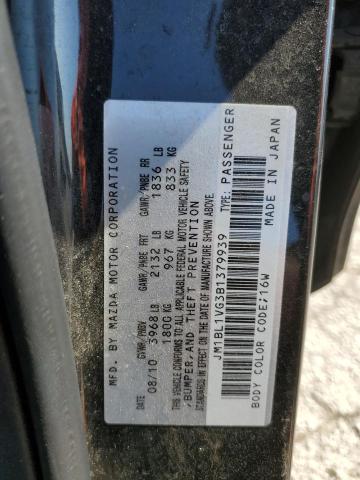 MFD. BY MAZDA MOTOR CORPORATION
DATE GVWR/PNBV GAWR/PNBE FRT GAWR/PNBE RR
08/10 3968 LB 2132 LB 1836 LB
1800 KG 967 KG 833 KG
THIS VEHICLE CONFORMS TO ALL APPLICABLE FEDERAL MOTOR VEHICLE SAFETY
,BUMPER,AND THEFT PREVENTION
STANDARDS IN EFFECT ON THE DATE OF MANUFACTURE SHOWN ABOVE.
JM1BL1VG3B1379939 TYPE: PASSENGER
BODY COLOR CODE:16W MADE IN JAPAN